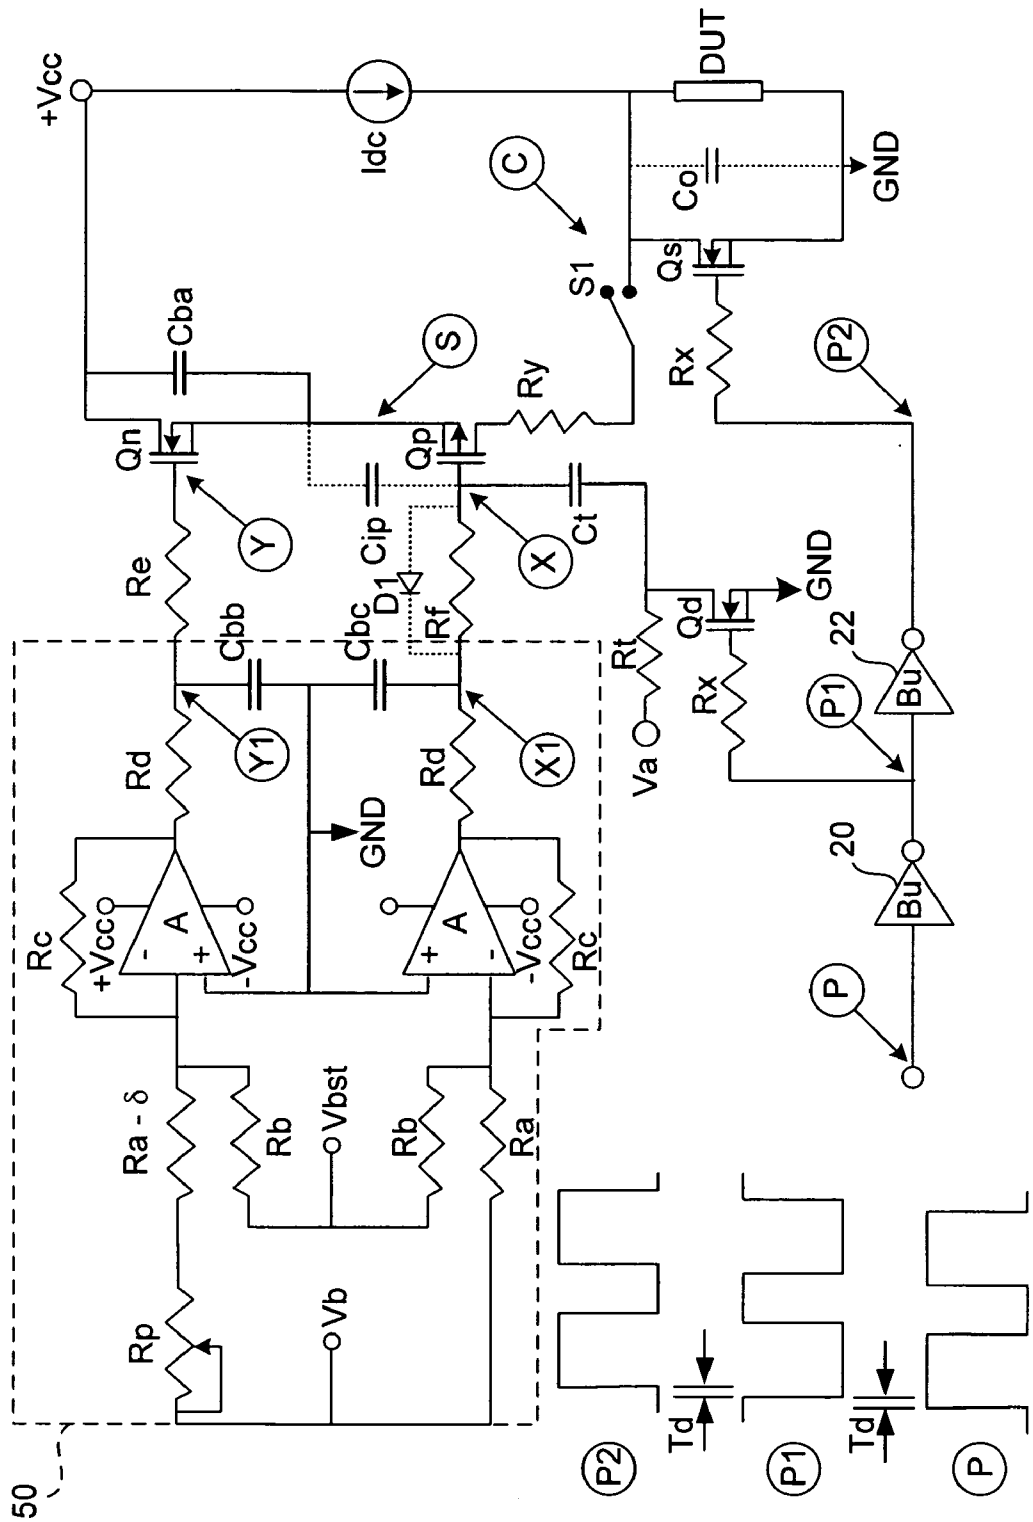 50
Rp
Ra - δ
Rb
Vb
Vbst
Rb
Ra
Rc
+Vcc
-
A
+
-Vcc
GND
+
A
-
-Vcc
Rc
Rd
Y1
Cbb
Cbc
Rd
X1
Re
Y
Qn
Cba
S
Cip
D1
Rf
X
Qp
Ry
Ct
+Vcc
Idc
C
S1
Co
DUT
GND
Qs
Rx
P2
Va
Rt
Qd
GND
Rx
P1
22
Bu
20
Bu
P
P2
Td
P1
Td
P